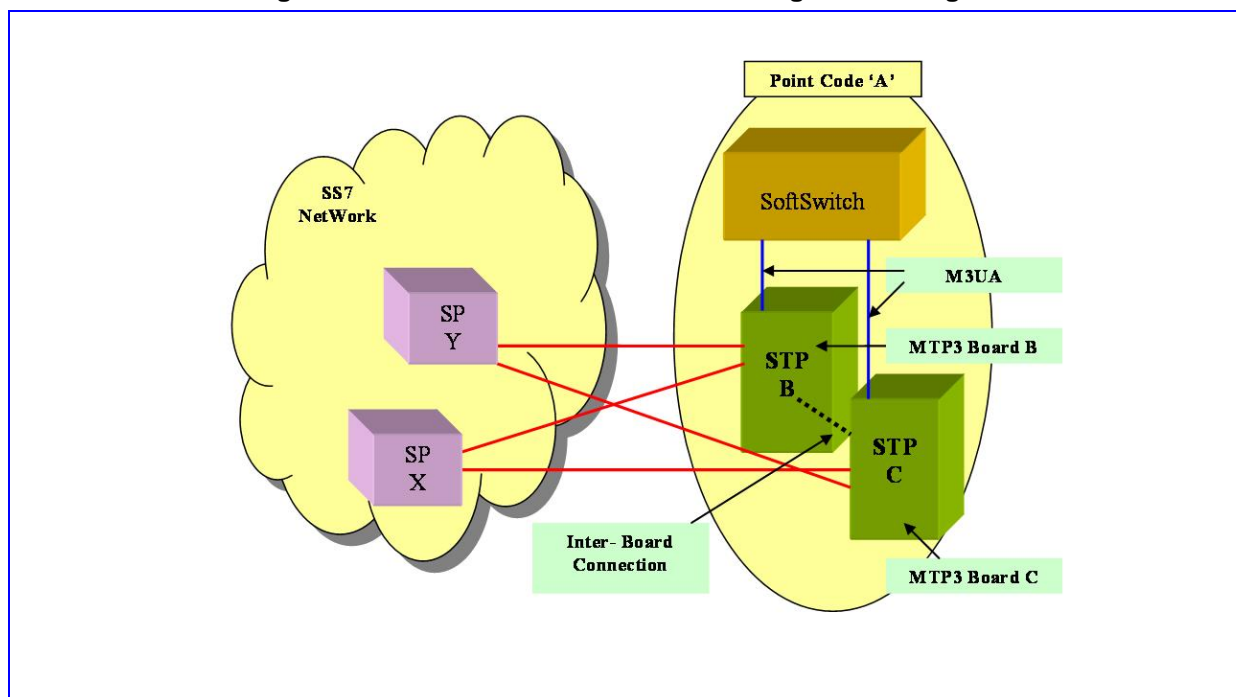 Point Code ‘A’
SS7
NetWork
SoftSwitch
M3UA
SP
Y
STP
B
MTP3 Board B
SP
X
STP
C
Inter- Board
Connection
MTP3 Board C